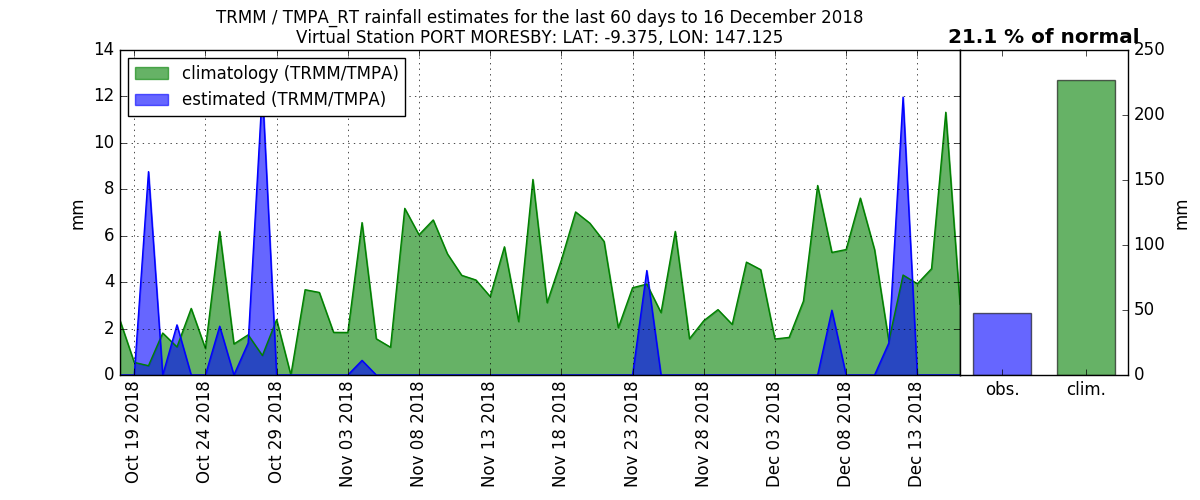 TRMM / TMPA_RT rainfall estimates for the last 60 days to 16 December 2018
Virtual Station PORT MORESBY: LAT: -9.375, LON: 147.125
21.1 % of normal
climatology (TRMM/TMPA)
estimated (TRMM/TMPA)
14
12
10
8
6
4
2
0
mm
Oct 19 2018
Oct 24 2018
Oct 29 2018
Nov 03 2018
Nov 08 2018
Nov 13 2018
Nov 18 2018
Nov 23 2018
Nov 28 2018
Dec 03 2018
Dec 08 2018
Dec 13 2018
obs.
clim.
250
200
150
100
50
0
mm